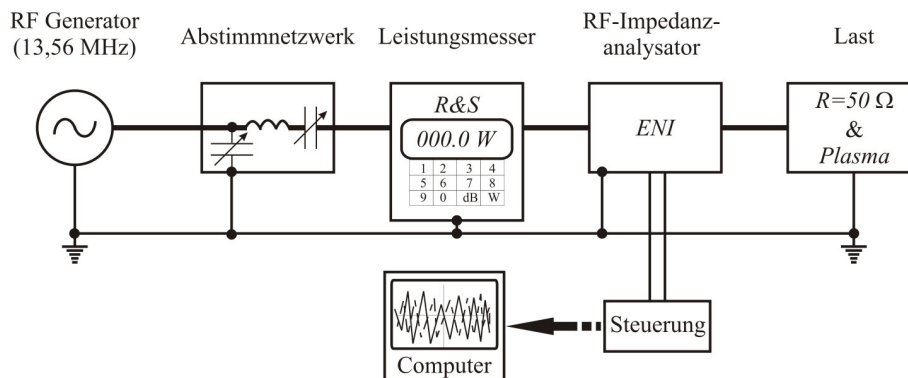 RF Generator
(13,56 MHz)
Abstimmnetzwerk
Leistungsmesser
RF-Impedanz-
analysator
Last
R&S
000.0 W
1 2 3 4
5 6 7 8
9 0 dB W
ENI
R=50 Ω
&
Plasma
Steuerung
Computer